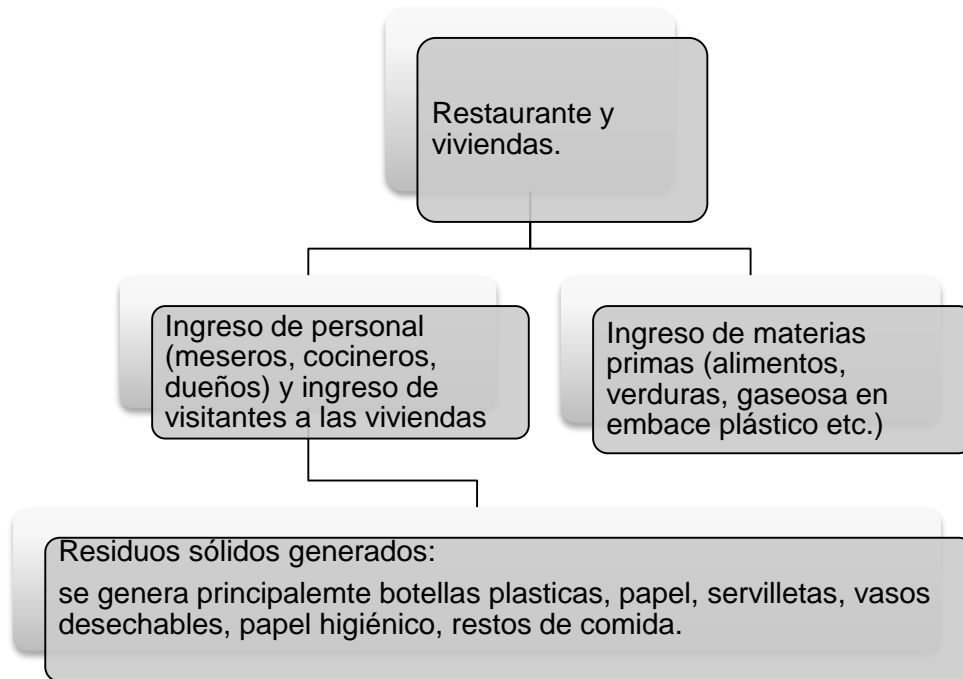 Restaurante y
viviendas.
Ingreso de personal
(meseros, cocineros,
dueños) y ingreso de
visitantes a las viviendas
Ingreso de materias
primas (alimentos,
verduras, gaseosa en
embace plástico etc.)
Residuos sólidos generados:
se genera principalemte botellas plasticas, papel, servilletas, vasos
desechables, papel higiénico, restos de comida.